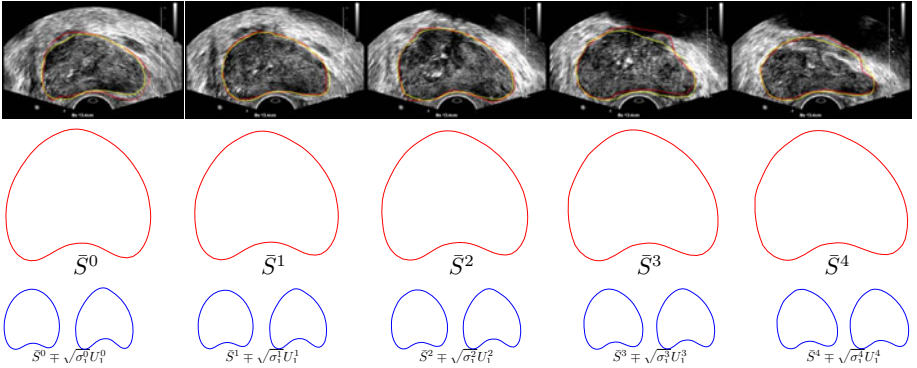 S̄⁰ S̄¹ S̄² S̄³ S̄⁴
S̄⁰ ∓ √σ₁⁰U₁⁰ S̄¹ ∓ √σ₁¹U₁¹ S̄² ∓ √σ₁²U₁² S̄³ ∓ √σ₁³U₁³ S̄⁴ ∓ √σ₁⁴U₁⁴